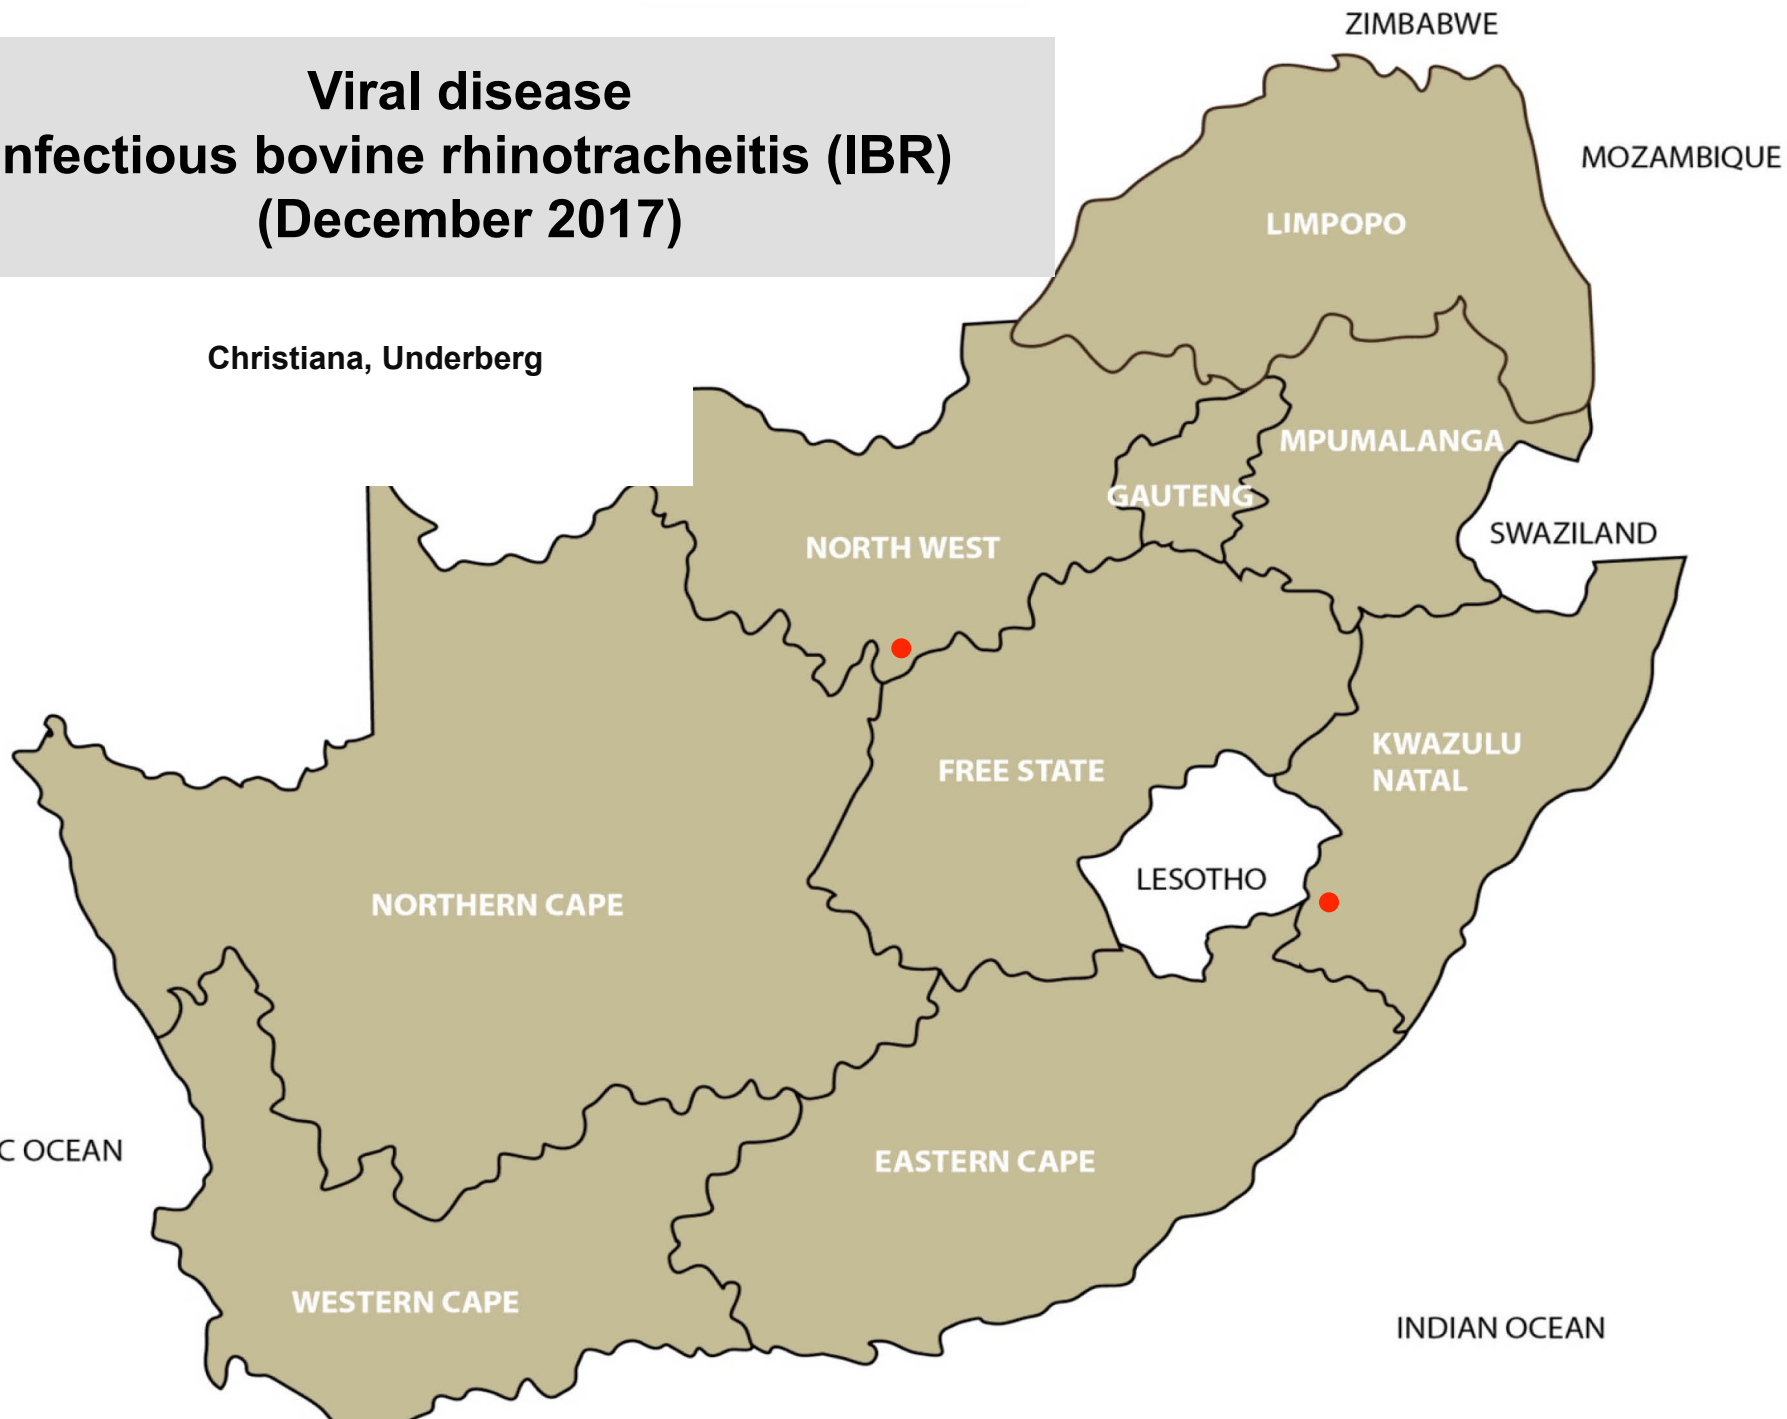 ZIMBABWE
Viral disease
nfectious bovine rhinotracheitis (IBR)
(December 2017)
MOZAMBIQUE
LIMPOPO
Christiana, Underberg
MPUMALANGA
GAUTENG
SWAZILAND
NORTH WEST
KWAZULU
NATAL
FREE STATE
LESOTHO
NORTHERN CAPE
C OCEAN
EASTERN CAPE
WESTERN CAPE
INDIAN OCEAN